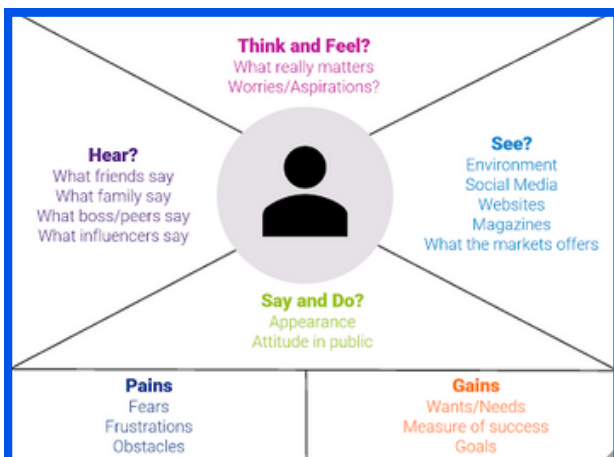 Think and Feel?
What really matters
Worries/Aspirations?
Hear?
What friends say
What family say
What boss/peers say
What influencers say
See?
Environment
Social Media
Websites
Magazines
What the markets offers
Say and Do?
Appearance
Attitude in public
Pains
Fears
Frustrations
Obstacles
Gains
Wants/Needs
Measure of success
Goals